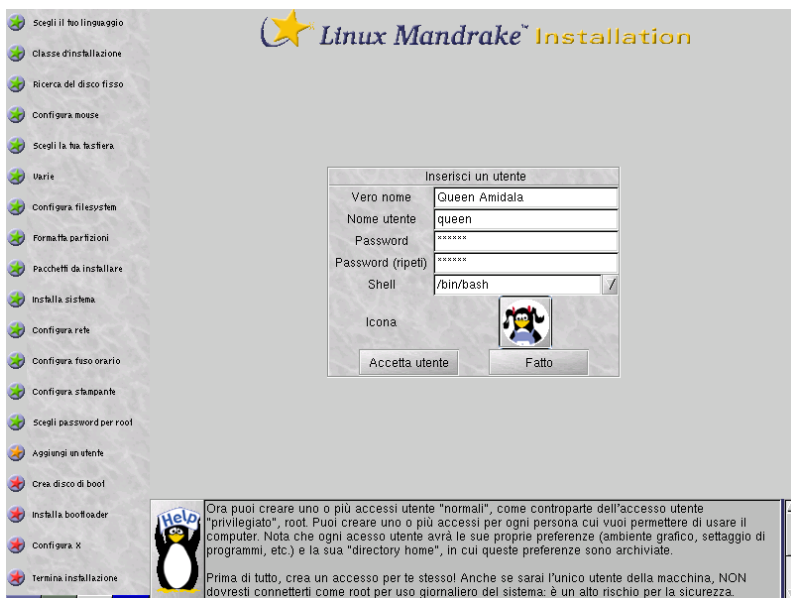 Scegli il tuo linguaggio
Classe d'installazione
Ricerca del disco fisso
Configura mouse
Scegli la tua tastiera
Varie
Configura filesystem
Formatta partizioni
Pacchetti da installare
Installa sistema
Configura rete
Configura fuso orario
Configura stampante
Scegli password per root
Aggiungi un utente
Crea disco di boot
Installa bootloader
Configura X
Termina installazione
Linux Mandrake™ Installation
Inserisci un utente
Vero nome Queen Amidala
Nome utente queen
Password ******
Password (ripeti) ******
Shell /bin/bash
Icona
Accetta utente Fatto
Help
Ora puoi creare uno o più accessi utente "normali", come controparte dell'accesso utente
"privilegiato", root. Puoi creare uno o più accessi per ogni persona cui vuoi permettere di usare il
computer. Nota che ogni acesso utente avrà le sue proprie preferenze (ambiente grafico, settaggio di
programmi, etc.) e la sua "directory home", in cui queste preferenze sono archiviate.
Prima di tutto, crea un accesso per te stesso! Anche se sarai l'unico utente della macchina, NON
dovresti connetterti come root per uso giornaliero del sistema: è un alto rischio per la sicurezza.